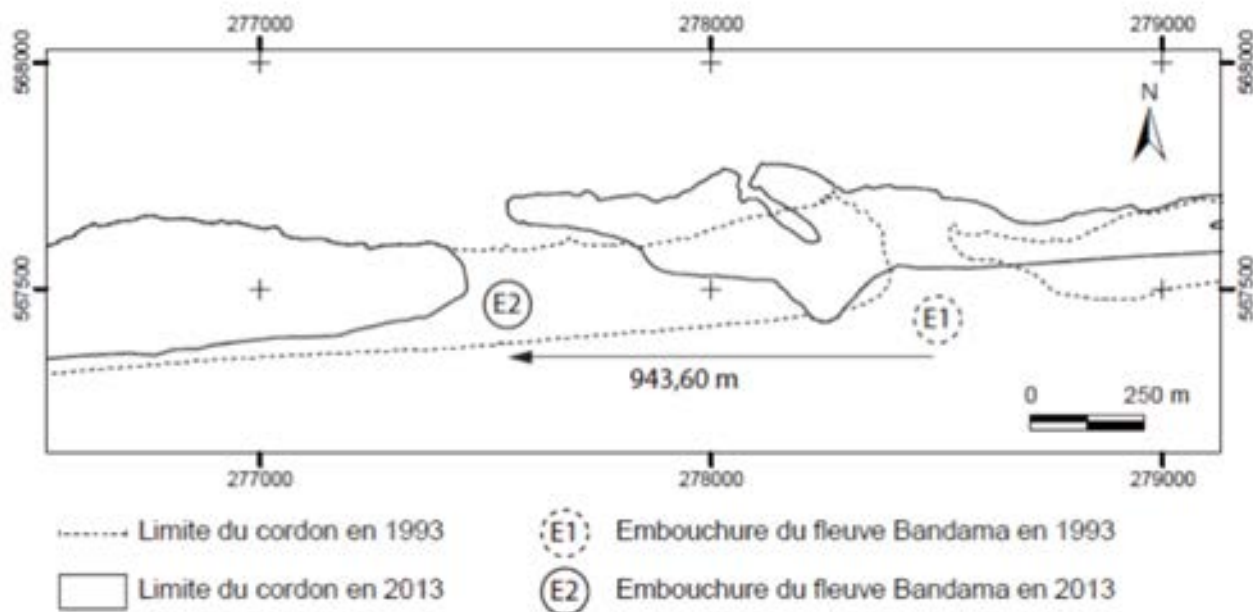 277000 278000 279000
568000 568000
N
567500 567500
E2 E1
943,60 m
0 250 m
277000 278000 279000
Limite du cordon en 1993 E1 Embouchure du fleuve Bandama en 1993
Limite du cordon en 2013 E2 Embouchure du fleuve Bandama en 2013